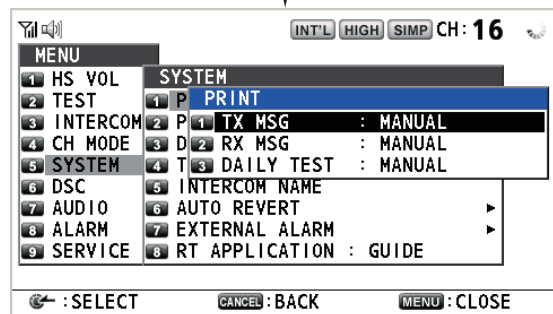 INT'L HIGH SIMP CH: 16
MENU
1 HS VOL
2 TEST
3 INTERCOM
4 CH MODE
5 SYSTEM
6 DSC
7 AUDIO
8 ALARM
9 SERVICE
SYSTEM
1 P
2 P
3 D
4 T
5 INTERCOM NAME
6 AUTO REVERT
7 EXTERNAL ALARM
8 RT APPLICATION : GUIDE
PRINT
1 TX MSG : MANUAL
2 RX MSG : MANUAL
3 DAILY TEST : MANUAL
: SELECT
CANCEL : BACK
MENU : CLOSE